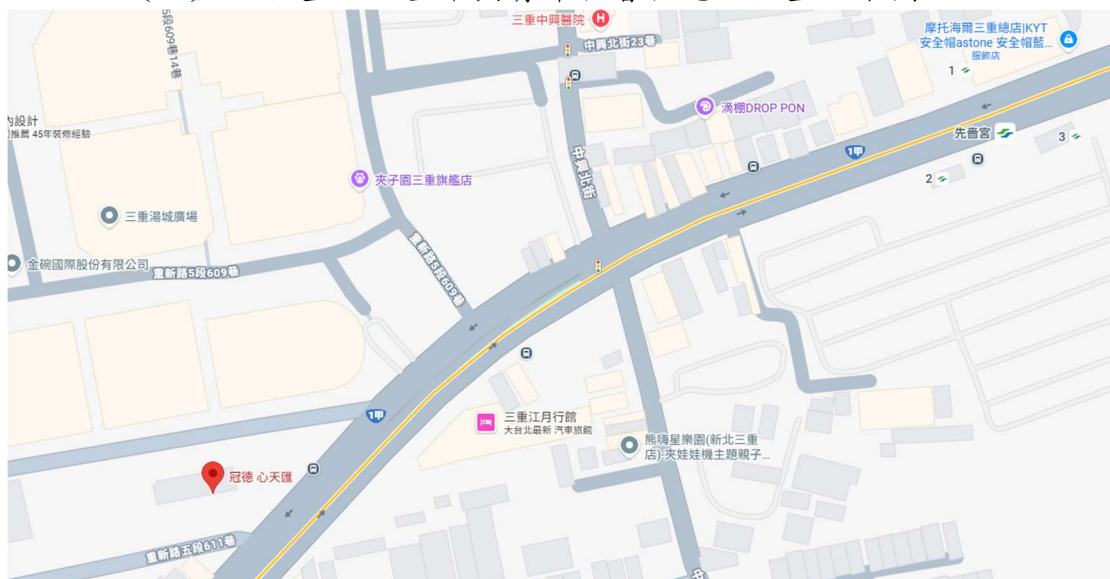 三重中興醫院
H
中興北街23巷
摩托海爾三重總店|KYT
安全帽astone 安全帽藍...
服飾店
1
5段609巷
609巷14巷
滴棚DROP PON
內設計
推薦 45年裝修經驗
先嗇宮
3
1甲
2
中興北街
夾子園三重旗艦店
三重湯城廣場
金碗國際股份有限公司
重新路5段609巷
重新路5段609巷
1甲
三重江月行館
大台北最新 汽車旅館
熊嗨星樂園(新北三重
店)-夾娃娃機主題親子...
冠德 心天匯
重新路五段611巷
中